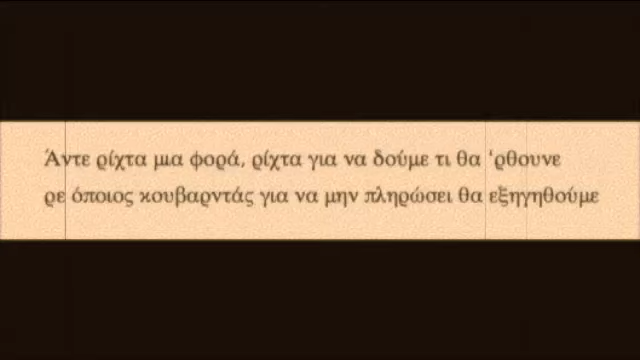 Άντε ρίχτα μια φορά, ρίχτα για να δούμε τι θα 'ρθουνε
ρε όποιος κουβαρντάς για να μην πληρώσει θα εξηγηθούμε